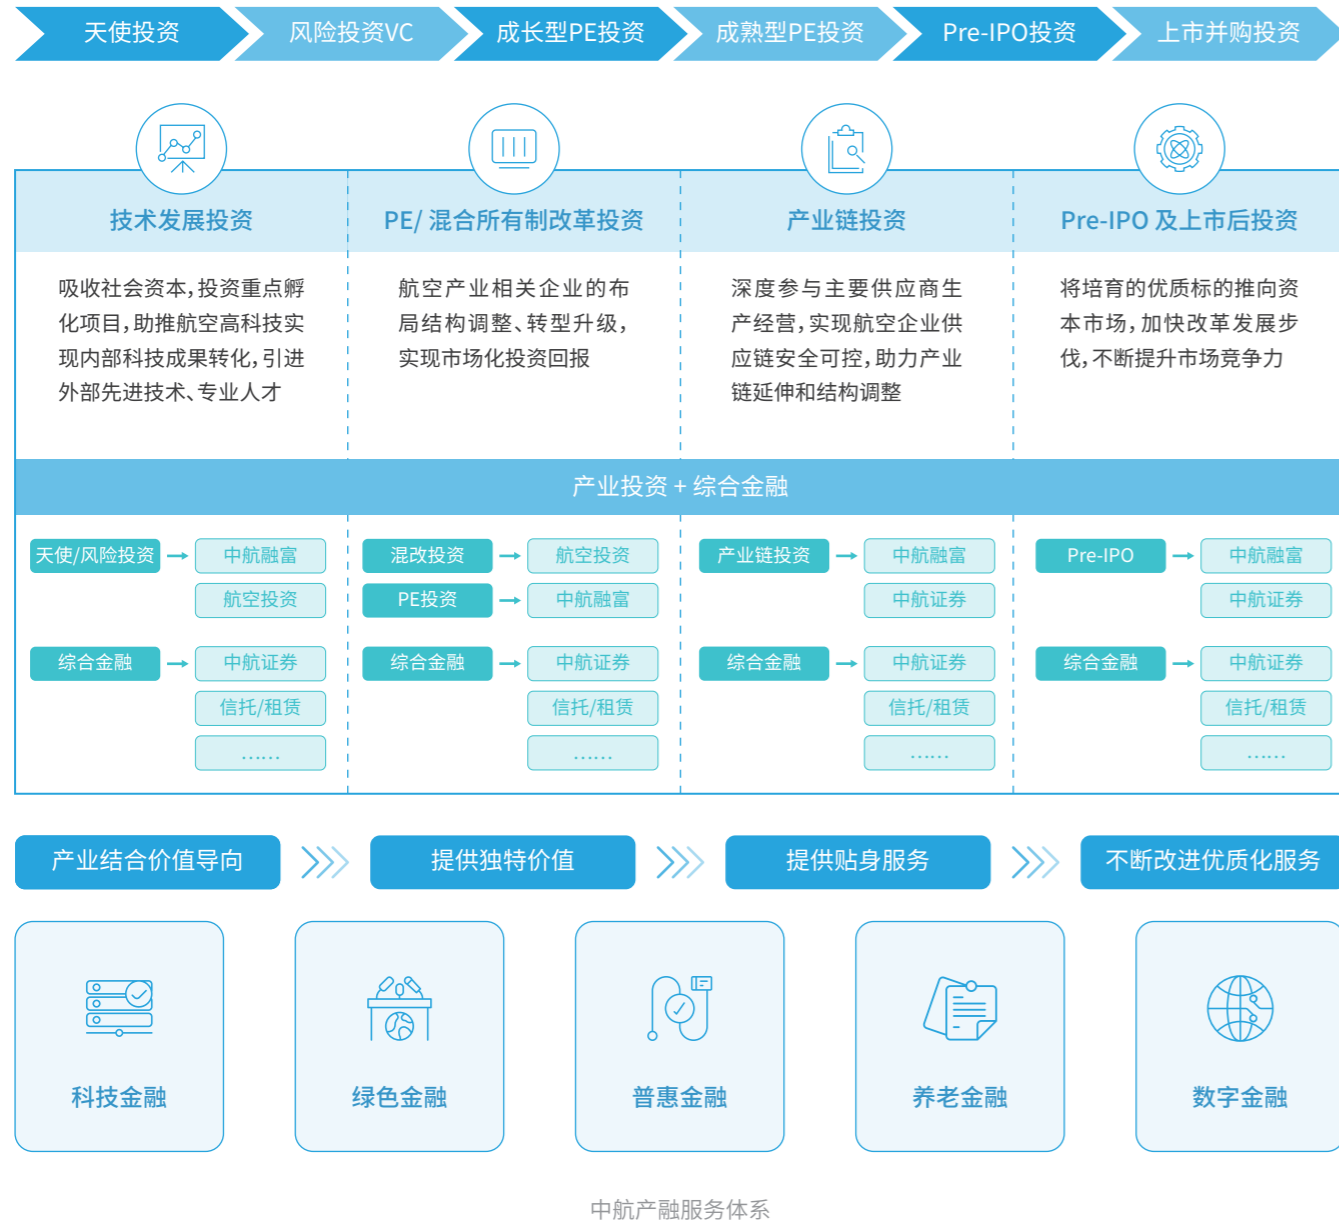 天使投资
风险投资VC
成长型PE投资
成熟型PE投资
Pre-IPO投资
上市并购投资
技术发展投资
吸收社会资本，投资重点孵
化项目，助推航空高科技实
现内部科技成果转化，引进
外部先进技术、专业人才
PE/ 混合所有制改革投资
航空产业相关企业的布
局结构调整、转型升级，
实现市场化投资回报
产业链投资
深度参与主要供应商生
产经营，实现航空企业供
应链安全可控，助力产业
链延伸和结构调整
Pre-IPO 及上市后投资
将培育的优质标的推向资
本市场，加快改革发展步
伐，不断提升市场竞争力
产业投资 + 综合金融
天使/风险投资
中航融富
航空投资
综合金融
中航证券
信托/租赁
……
混改投资
航空投资
PE投资
中航融富
综合金融
中航证券
信托/租赁
……
产业链投资
中航融富
中航证券
综合金融
中航证券
信托/租赁
……
Pre-IPO
中航融富
中航证券
综合金融
中航证券
信托/租赁
……
产业结合价值导向
提供独特价值
提供贴身服务
不断改进优质化服务
科技金融
绿色金融
普惠金融
养老金融
数字金融
中航产融服务体系